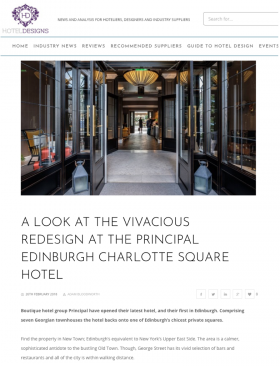 HD
HOTEL DESIGNS
NEWS AND ANALYSIS FOR HOTELIERS, DESIGNERS AND INDUSTRY SUPPLIERS
Search for...
HOME INDUSTRY NEWS REVIEWS RECOMMENDED SUPPLIERS GUIDE TO HOTEL DESIGN EVENTS
A LOOK AT THE VIVACIOUS
REDESIGN AT THE PRINCIPAL
EDINBURGH CHARLOTTE SQUARE
HOTEL
Boutique hotel group Principal have opened their latest hotel, and their first in Edinburgh. Comprising
seven Georgian townhouses the hotel backs onto one of Edinburgh's chicest private squares.
Find the property in New Town; Edinburgh's equivalent to New York's Upper East Side. The area is a calmer,
sophisticated antidote to the bustling Old Town. Though, George Street has its vivid selection of bars and
restaurants and all of the city is within walking distance.